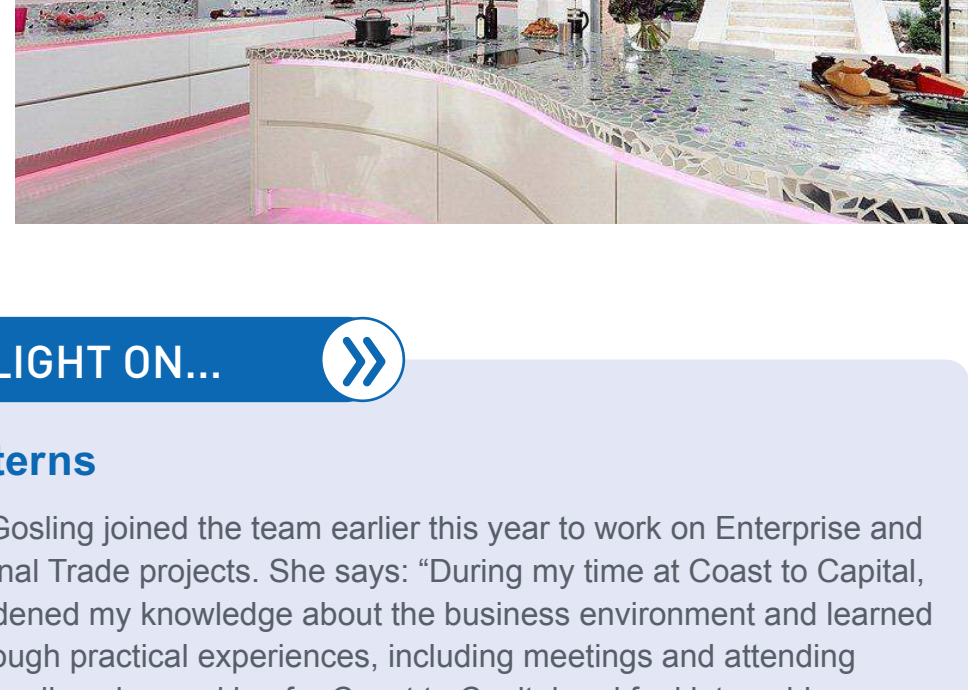 LIGHT ON...
terns
Gosling joined the team earlier this year to work on Enterprise and
nal Trade projects. She says: “During my time at Coast to Capital,
dened my knowledge about the business environment and learned
ough practical experiences, including meetings and attending